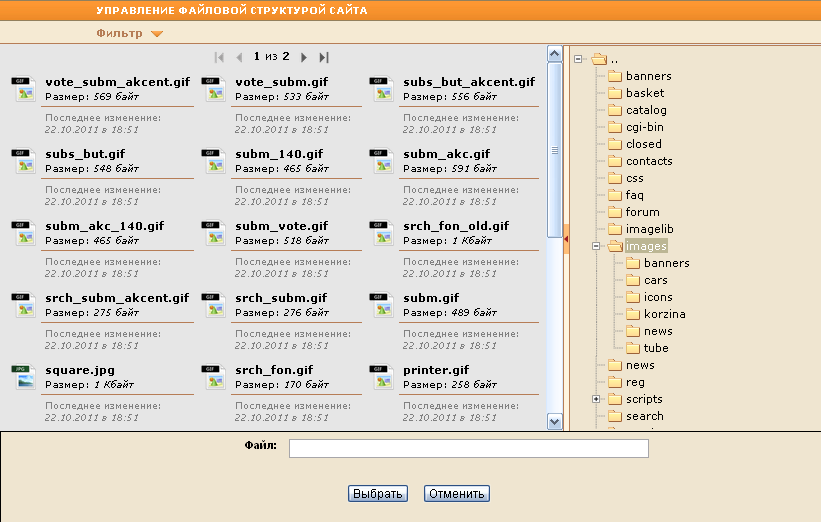 УПРАВЛЕНИЕ ФАЙЛОВОЙ СТРУКТУРОЙ САЙТА
Фильтр
1 из 2
vote_subm_akcent.gif
Размер: 569 байт
Последнее изменение:
22.10.2011 в 18:51
vote_subm.gif
Размер: 533 байт
Последнее изменение:
22.10.2011 в 18:51
subs_but_akcent.gif
Размер: 556 байт
Последнее изменение:
22.10.2011 в 18:51
subs_but.gif
Размер: 548 байт
Последнее изменение:
22.10.2011 в 18:51
subm_140.gif
Размер: 465 байт
Последнее изменение:
22.10.2011 в 18:51
subm_akc.gif
Размер: 591 байт
Последнее изменение:
22.10.2011 в 18:51
subm_akc_140.gif
Размер: 465 байт
Последнее изменение:
22.10.2011 в 18:51
subm_vote.gif
Размер: 518 байт
Последнее изменение:
22.10.2011 в 18:51
srch_fon_old.gif
Размер: 1 Кбайт
Последнее изменение:
22.10.2011 в 18:51
srch_subm_akcent.gif
Размер: 275 байт
Последнее изменение:
22.10.2011 в 18:51
srch_subm.gif
Размер: 276 байт
Последнее изменение:
22.10.2011 в 18:51
subm.gif
Размер: 489 байт
Последнее изменение:
22.10.2011 в 18:51
square.jpg
Размер: 1 Кбайт
Последнее изменение:
22.10.2011 в 18:51
srch_fon.gif
Размер: 170 байт
Последнее изменение:
22.10.2011 в 18:51
printer.gif
Размер: 258 байт
Последнее изменение:
22.10.2011 в 18:51
..
banners
basket
catalog
cgi-bin
closed
contacts
css
faq
forum
imagelib
images
banners
cars
icons
korzina
news
tube
news
reg
scripts
search
Файл:
Выбрать
Отменить